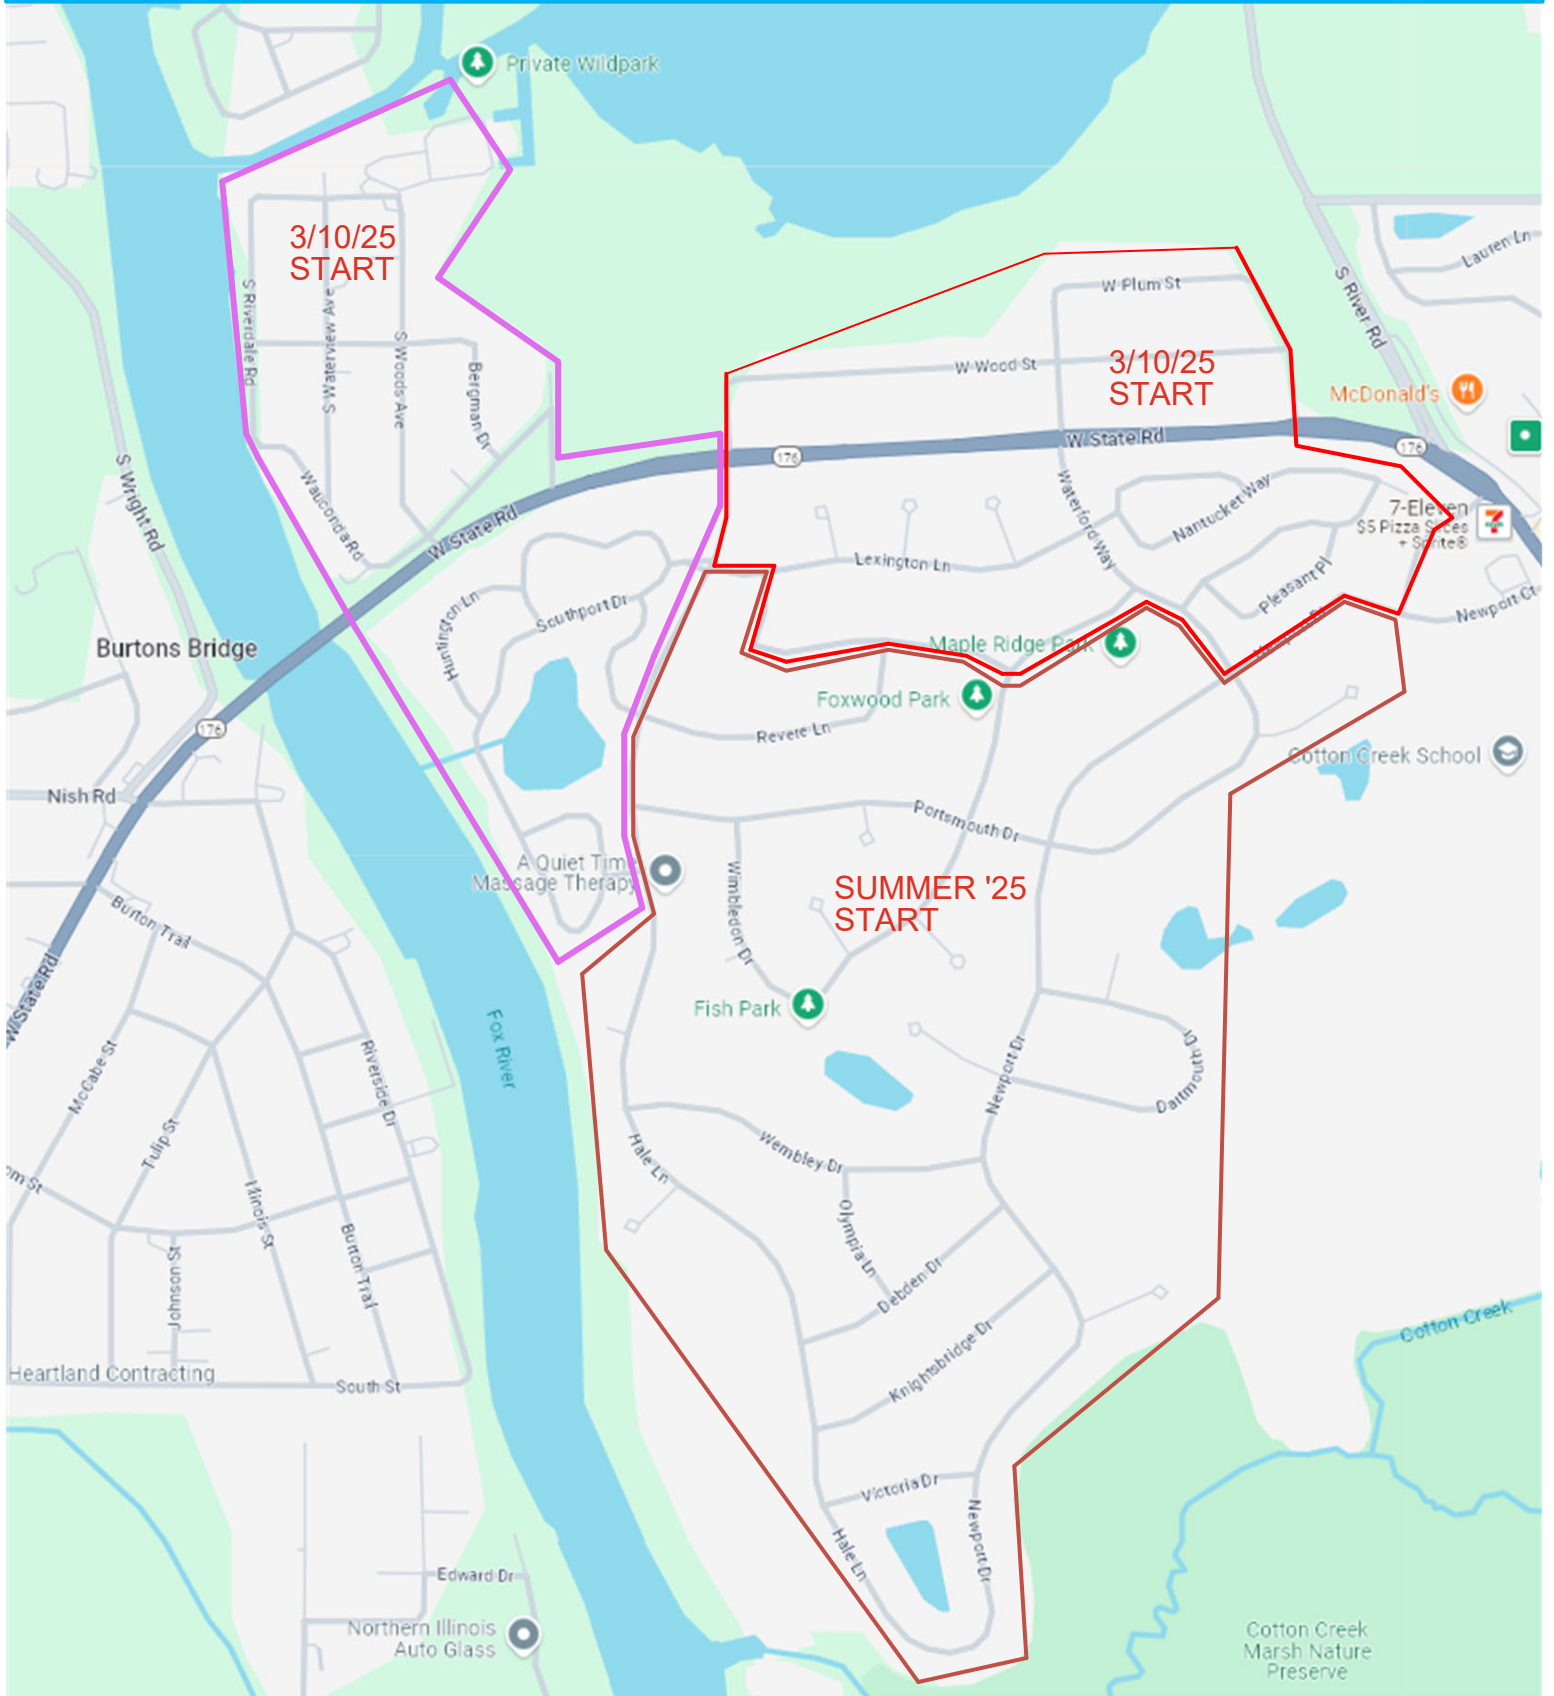 Private Wildpark
3/10/25
START
S Riverdale Rd
S Waterview Ave
S Woods Ave
Bergman Dr
Wauconda Rd
W State Rd
176
W Plum St
W Wood St
3/10/25
START
W State Rd
176
S River Rd
Lauren Ln
McDonald's
7-Eleven
$5 Pizza Slices
+ Sprite®
Newport Ct
S Wright Rd
Burtons Bridge
176
Nish Rd
Huntington Ln
Southport Dr
Lexington Ln
Waterford Way
Nantucket Way
Pleasant Pl
Maple Ridge Park
Foxwood Park
Revere Ln
Cotton Creek School
Portsmouth Dr
A Quiet Time
Massage Therapy
Wimbledon Dr
SUMMER '25
START
Fish Park
Burton Trail
W State Rd
Fox River
McCabe St
Riverside Dr
Tulip St
Illinois St
Burton Trail
Johnson St
Heartland Contracting
South St
Newport Dr
Dartmouth Dr
Hale Ln
Wembley Dr
Olympia Ln
Debden Dr
Knightsbridge Dr
Victoria Dr
Hale Ln
Newport Dr
Cotton Creek
Edward Dr
Northern Illinois
Auto Glass
Cotton Creek
Marsh Nature
Preserve